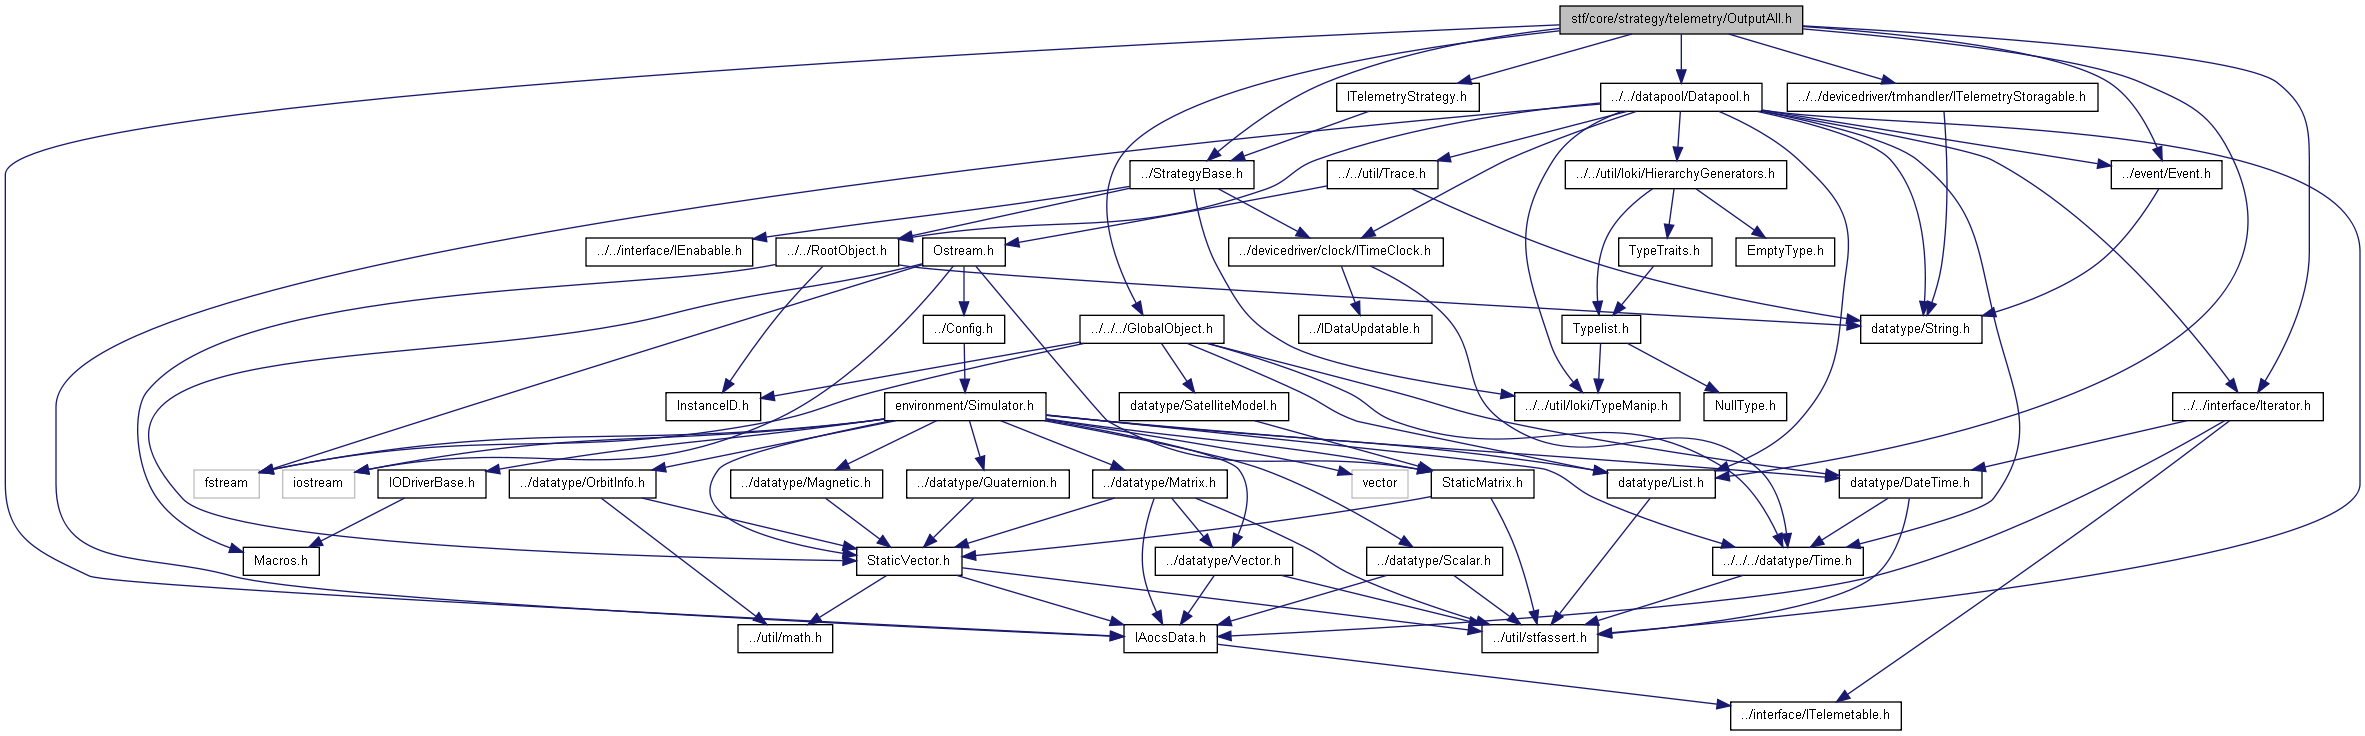 stf/core/strategy/telemetry/OutputAll.h
ITelemetryStrategy.h
../../datapool/Datapool.h
../../devicedriver/tmhandler/ITelemetryStoragable.h
../StrategyBase.h
../../util/Trace.h
../../util/loki/HierarchyGenerators.h
../event/Event.h
../../interface/IEnabable.h
../../RootObject.h
Ostream.h
../devicedriver/clock/ITimeClock.h
TypeTraits.h
EmptyType.h
../Config.h
../../../GlobalObject.h
../IDataUpdatable.h
Typelist.h
datatype/String.h
InstanceID.h
environment/Simulator.h
datatype/SatelliteModel.h
../../util/loki/TypeManip.h
NullType.h
../../interface/Iterator.h
fstream
iostream
IODriverBase.h
../datatype/OrbitInfo.h
../datatype/Magnetic.h
../datatype/Quaternion.h
../datatype/Matrix.h
vector
StaticMatrix.h
datatype/List.h
datatype/DateTime.h
Macros.h
StaticVector.h
../datatype/Vector.h
../datatype/Scalar.h
../../../datatype/Time.h
../util/math.h
IAocsData.h
../util/stfassert.h
../interface/ITelemetable.h